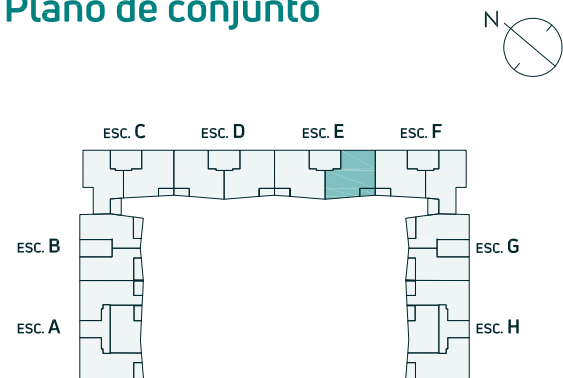 Plano de conjunto
N
ESC. C ESC. D ESC. E ESC. F
ESC. B ESC. G
ESC. A ESC. H